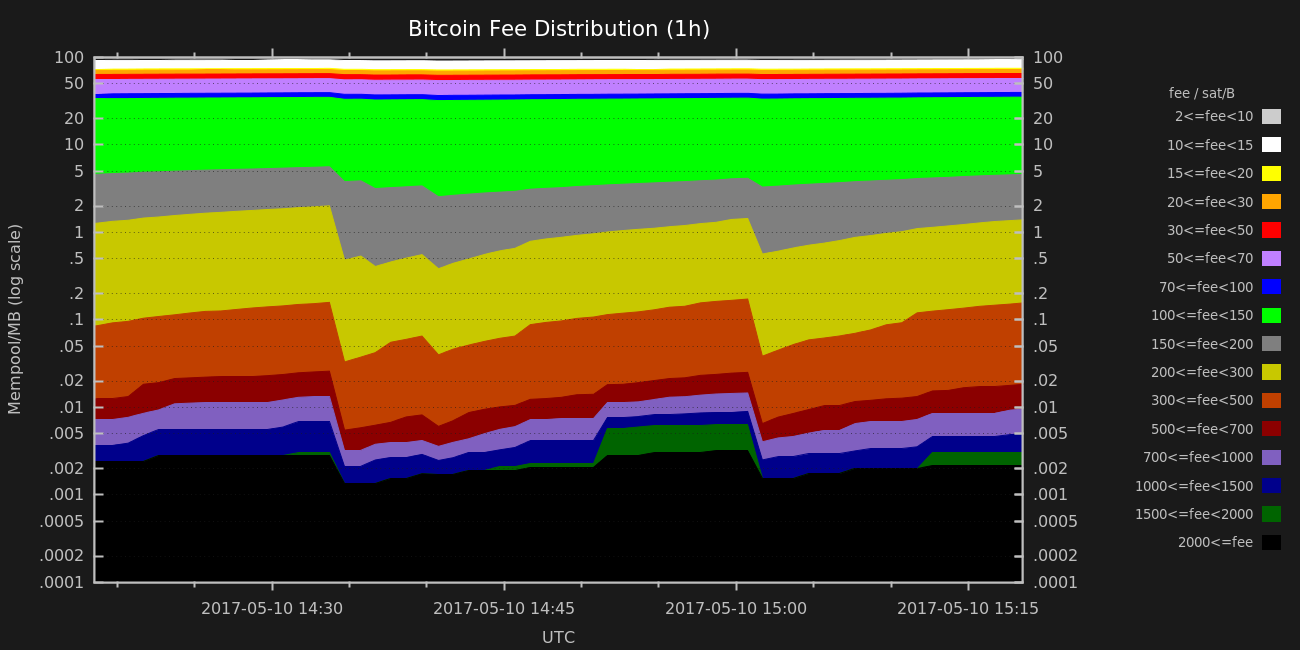 Bitcoin Fee Distribution (1h)
100
50
20
10
5
2
1
.5
.2
.1
.05
.02
.01
.005
.002
.001
.0005
.0002
.0001
Mempool/MB (log scale)
100
50
20
10
5
2
1
.5
.2
.1
.05
.02
.01
.005
.002
.001
.0005
.0002
.0001
2017-05-10 14:30
2017-05-10 14:45
2017-05-10 15:00
2017-05-10 15:15
UTC
fee / sat/B
2<=fee<10
10<=fee<15
15<=fee<20
20<=fee<30
30<=fee<50
50<=fee<70
70<=fee<100
100<=fee<150
150<=fee<200
200<=fee<300
300<=fee<500
500<=fee<700
700<=fee<1000
1000<=fee<1500
1500<=fee<2000
2000<=fee